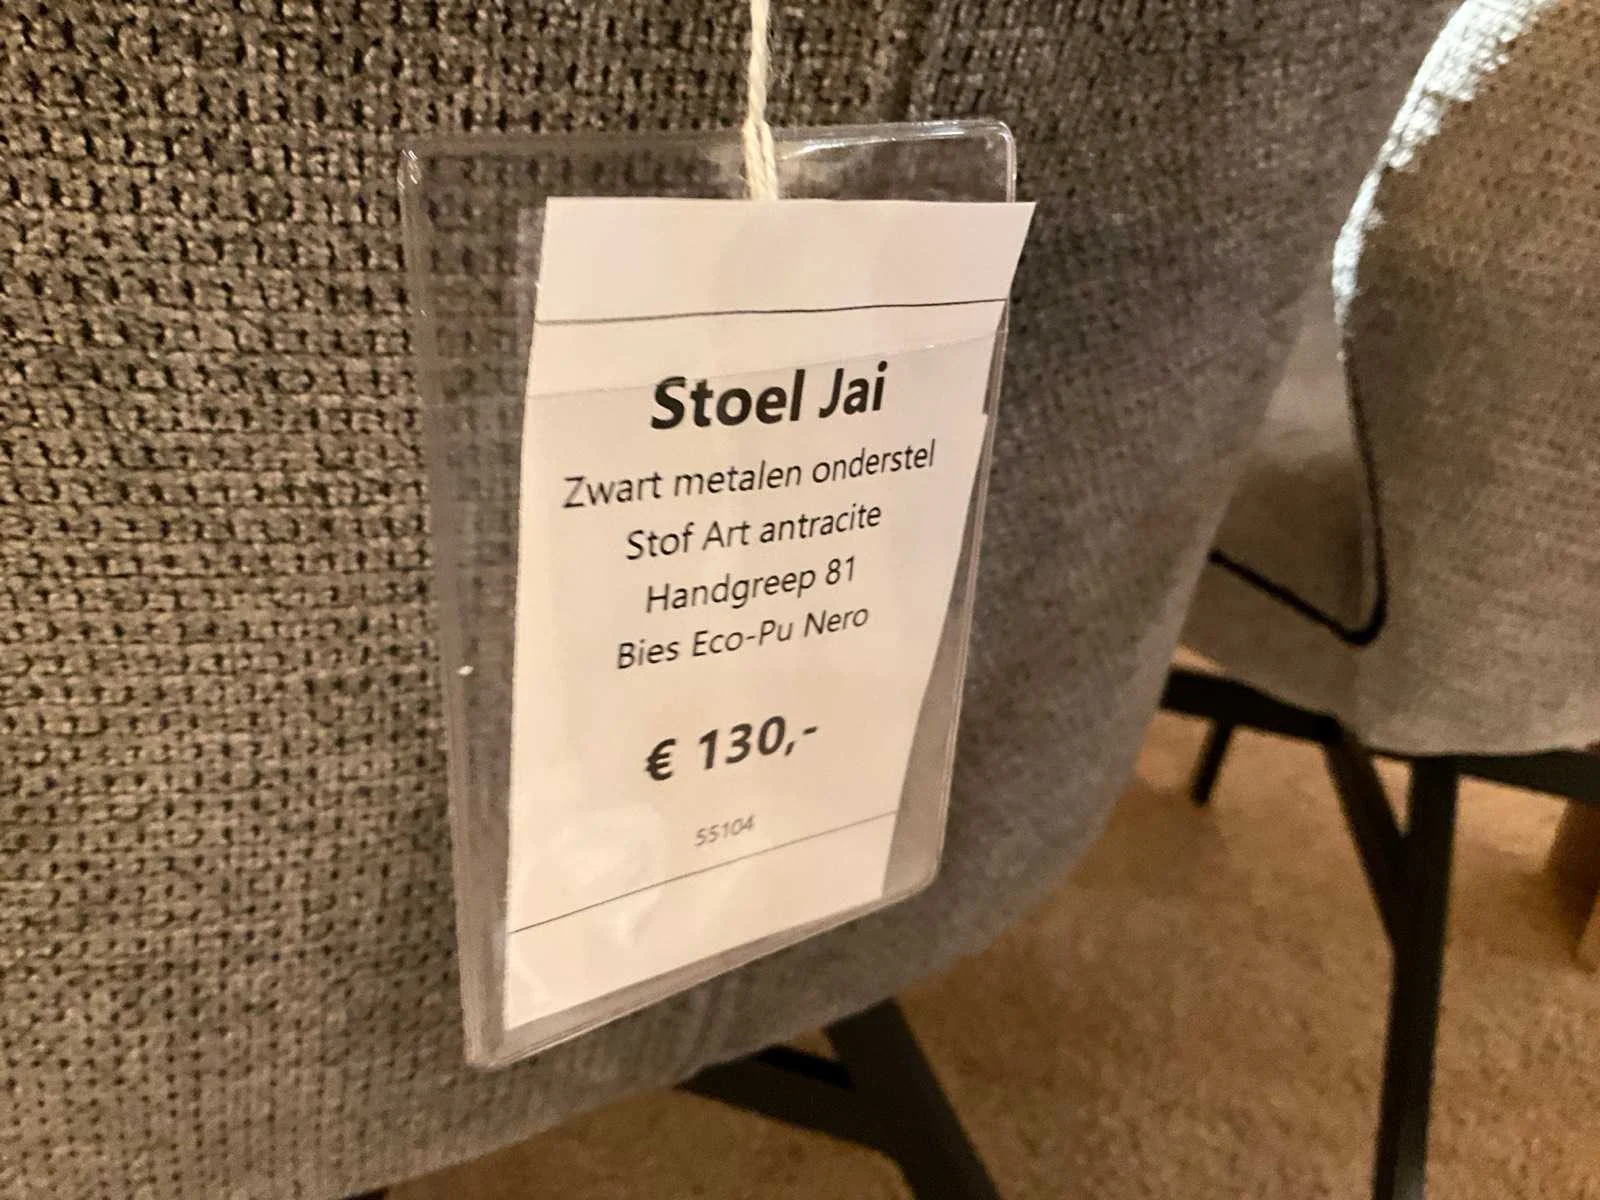 Stoel Jai
Zwart metalen onderstel
Stof Art antracite
Handgreep 81
Bies Eco-Pu Nero
€ 130,-
55104